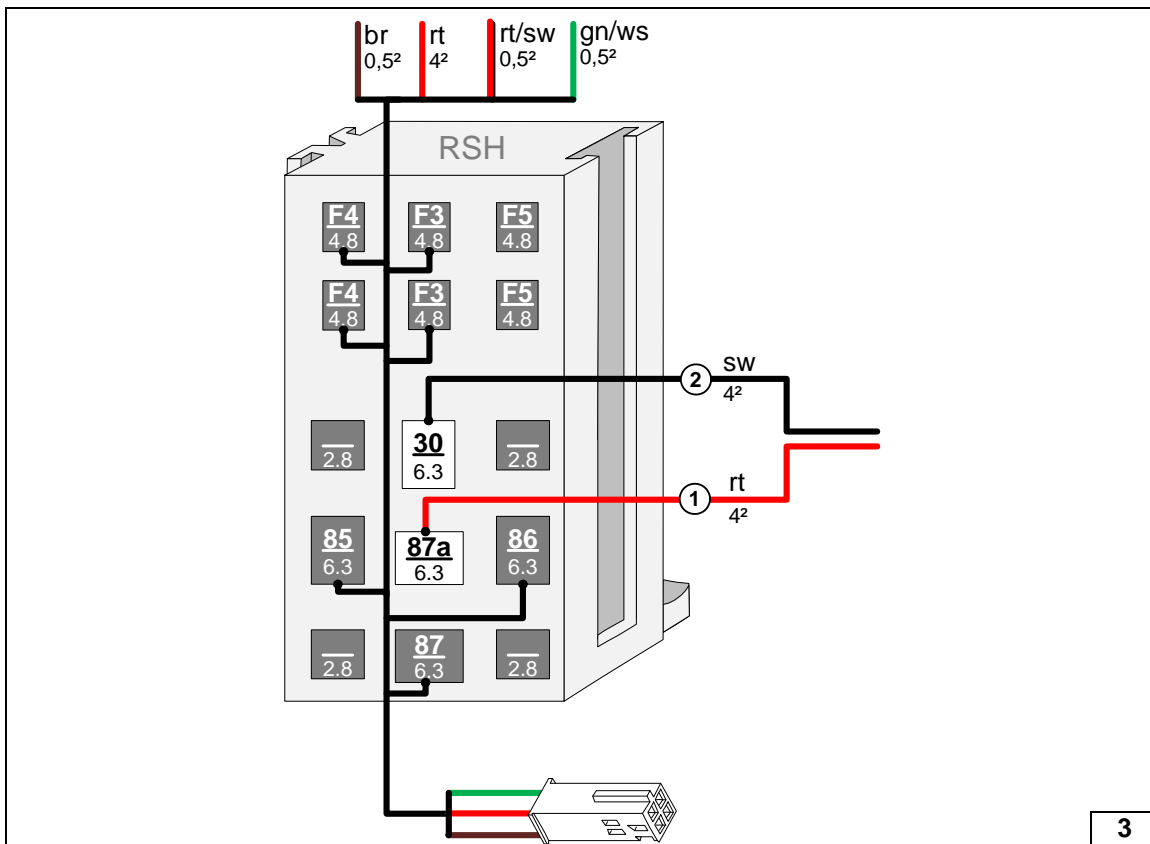 br rt rt/sw gn/ws
0,5² 4² 0,5² 0,5²
RSH
F4 F3 F5
4.8 4.8 4.8
F4 F3 F5
4.8 4.8 4.8
2 sw
4²
30
2.8 6.3 2.8
1 rt
4²
85 87a 86
6.3 6.3 6.3
87
2.8 6.3 2.8
3